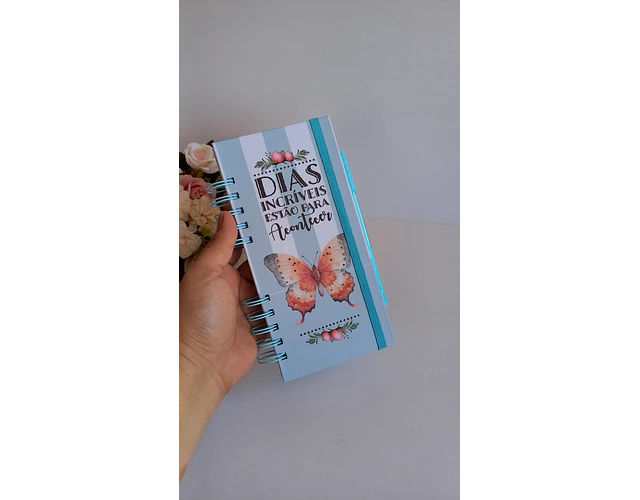 DIAS
INCRÍVEIS
ESTÃO PARA
Acontecer